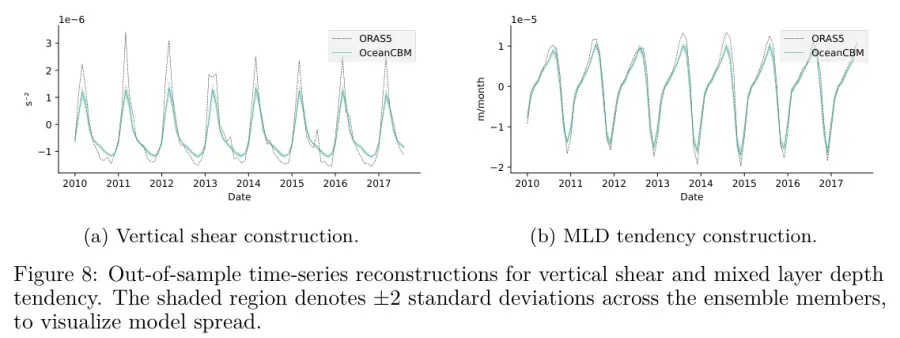 1e−6
3
2
1
0
−1
s⁻²
2010 2011 2012 2013 2014 2015 2016 2017
Date
ORAS5
OceanCBM
1e−5
1
0
−1
−2
m/month
2010 2011 2012 2013 2014 2015 2016 2017
Date
ORAS5
OceanCBM
(a) Vertical shear construction.
(b) MLD tendency construction.
Figure 8: Out-of-sample time-series reconstructions for vertical shear and mixed layer depth
tendency. The shaded region denotes ±2 standard deviations across the ensemble members,
to visualize model spread.